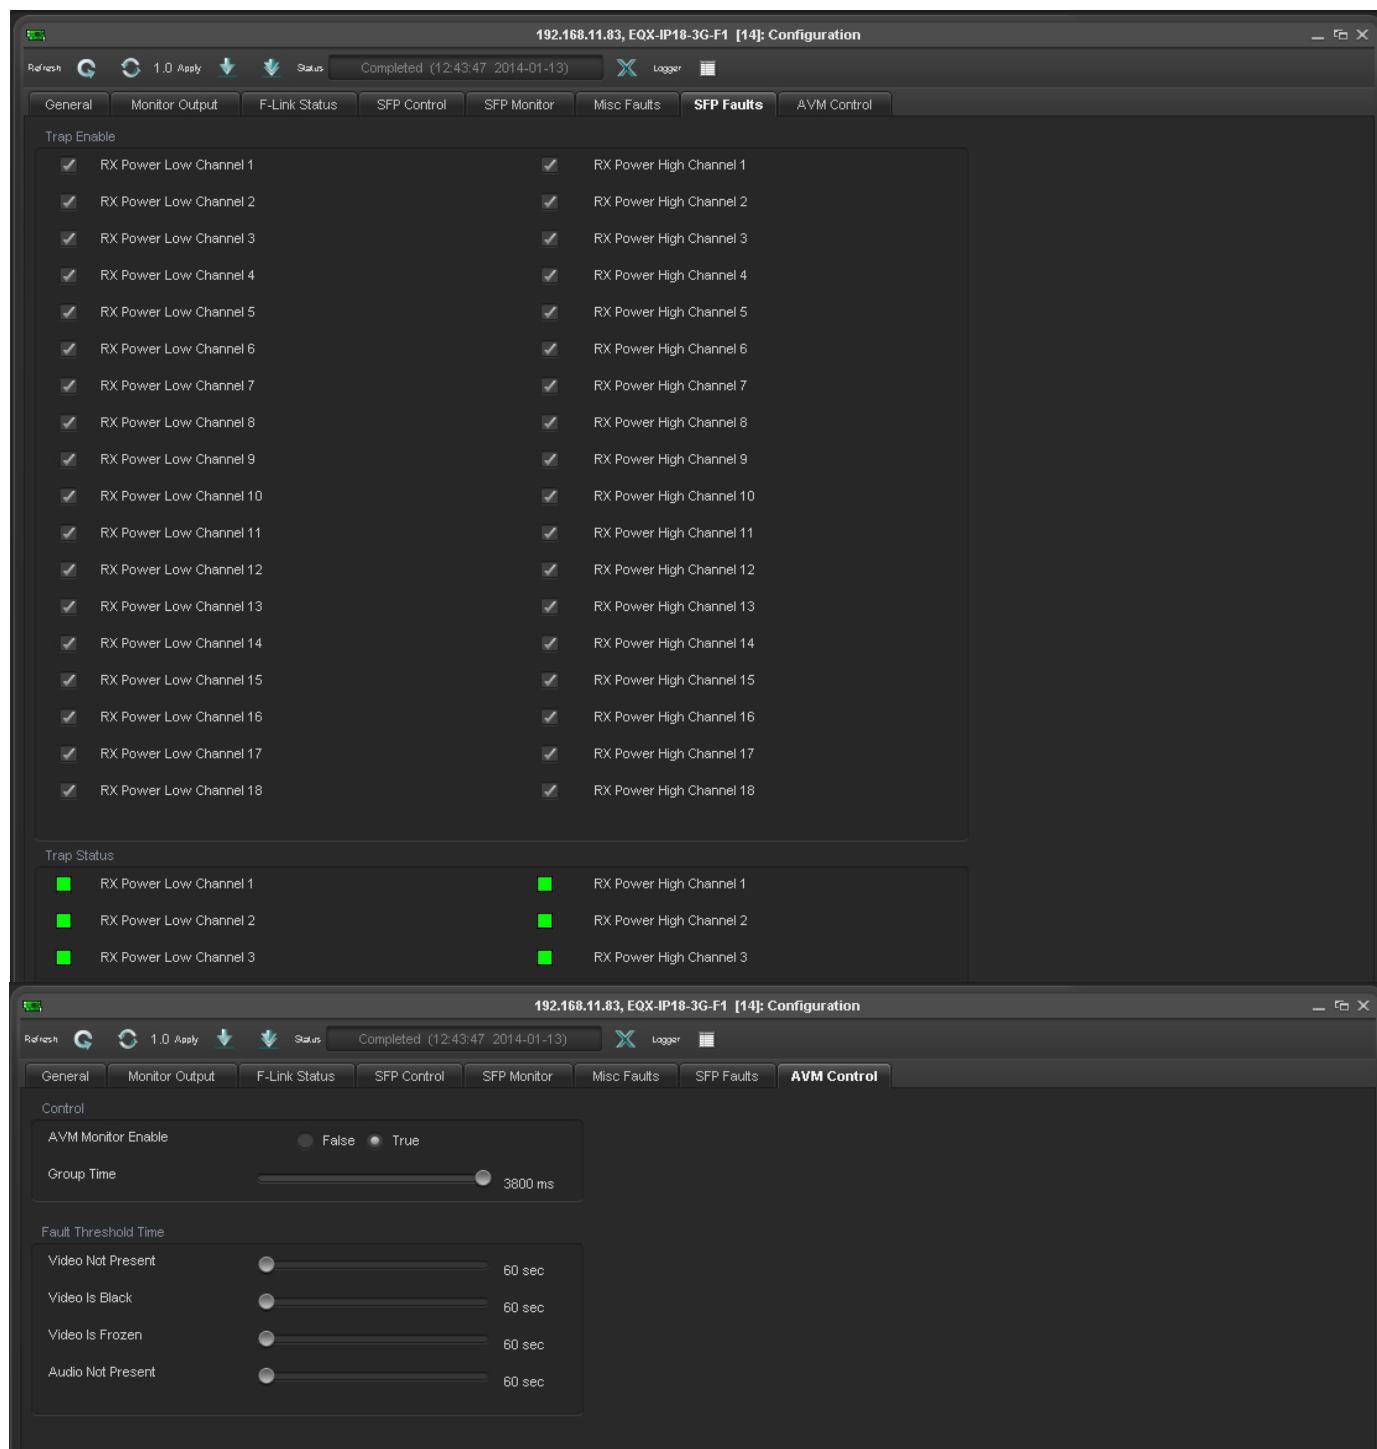 192.168.11.83, EQX-IP18-3G-F1 [14]: Configuration
Refresh 1.0 Apply Status Completed (12:43:47 2014-01-13) Logger
General Monitor Output F-Link Status SFP Control SFP Monitor Misc Faults SFP Faults AVM Control
Trap Enable
RX Power Low Channel 1 RX Power High Channel 1
RX Power Low Channel 2 RX Power High Channel 2
RX Power Low Channel 3 RX Power High Channel 3
RX Power Low Channel 4 RX Power High Channel 4
RX Power Low Channel 5 RX Power High Channel 5
RX Power Low Channel 6 RX Power High Channel 6
RX Power Low Channel 7 RX Power High Channel 7
RX Power Low Channel 8 RX Power High Channel 8
RX Power Low Channel 9 RX Power High Channel 9
RX Power Low Channel 10 RX Power High Channel 10
RX Power Low Channel 11 RX Power High Channel 11
RX Power Low Channel 12 RX Power High Channel 12
RX Power Low Channel 13 RX Power High Channel 13
RX Power Low Channel 14 RX Power High Channel 14
RX Power Low Channel 15 RX Power High Channel 15
RX Power Low Channel 16 RX Power High Channel 16
RX Power Low Channel 17 RX Power High Channel 17
RX Power Low Channel 18 RX Power High Channel 18
Trap Status
RX Power Low Channel 1 RX Power High Channel 1
RX Power Low Channel 2 RX Power High Channel 2
RX Power Low Channel 3 RX Power High Channel 3
192.168.11.83, EQX-IP18-3G-F1 [14]: Configuration
Refresh 1.0 Apply Status Completed (12:43:47 2014-01-13) Logger
General Monitor Output F-Link Status SFP Control SFP Monitor Misc Faults SFP Faults AVM Control
Control
AVM Monitor Enable False True
Group Time 3800 ms
Fault Threshold Time
Video Not Present 60 sec
Video Is Black 60 sec
Video Is Frozen 60 sec
Audio Not Present 60 sec